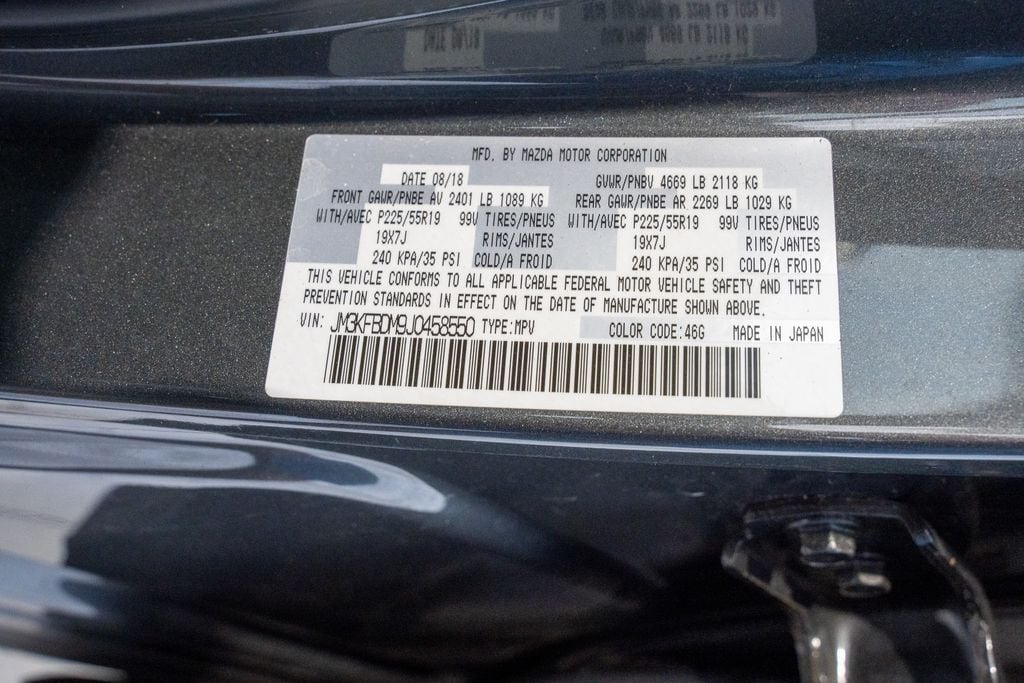 MFD. BY MAZDA MOTOR CORPORATION
DATE 08/18 GVWR/PNBV 4669 LB 2118 KG
FRONT GAWR/PNBE AV 2401 LB 1089 KG REAR GAWR/PNBE AR 2269 LB 1029 KG
WITH/AVEC P225/55R19 99V TIRES/PNEUS WITH/AVEC P225/55R19 99V TIRES/PNEUS
19X7J RIMS/JANTES 19X7J RIMS/JANTES
240 KPA/35 PSI COLD/A FROID 240 KPA/35 PSI COLD/A FROID
THIS VEHICLE CONFORMS TO ALL APPLICABLE FEDERAL MOTOR VEHICLE SAFETY AND THEFT
PREVENTION STANDARDS IN EFFECT ON THE DATE OF MANUFACTURE SHOWN ABOVE.
VIN: JM3KFBDM9J0458550 TYPE:MPV COLOR CODE:46G MADE IN JAPAN